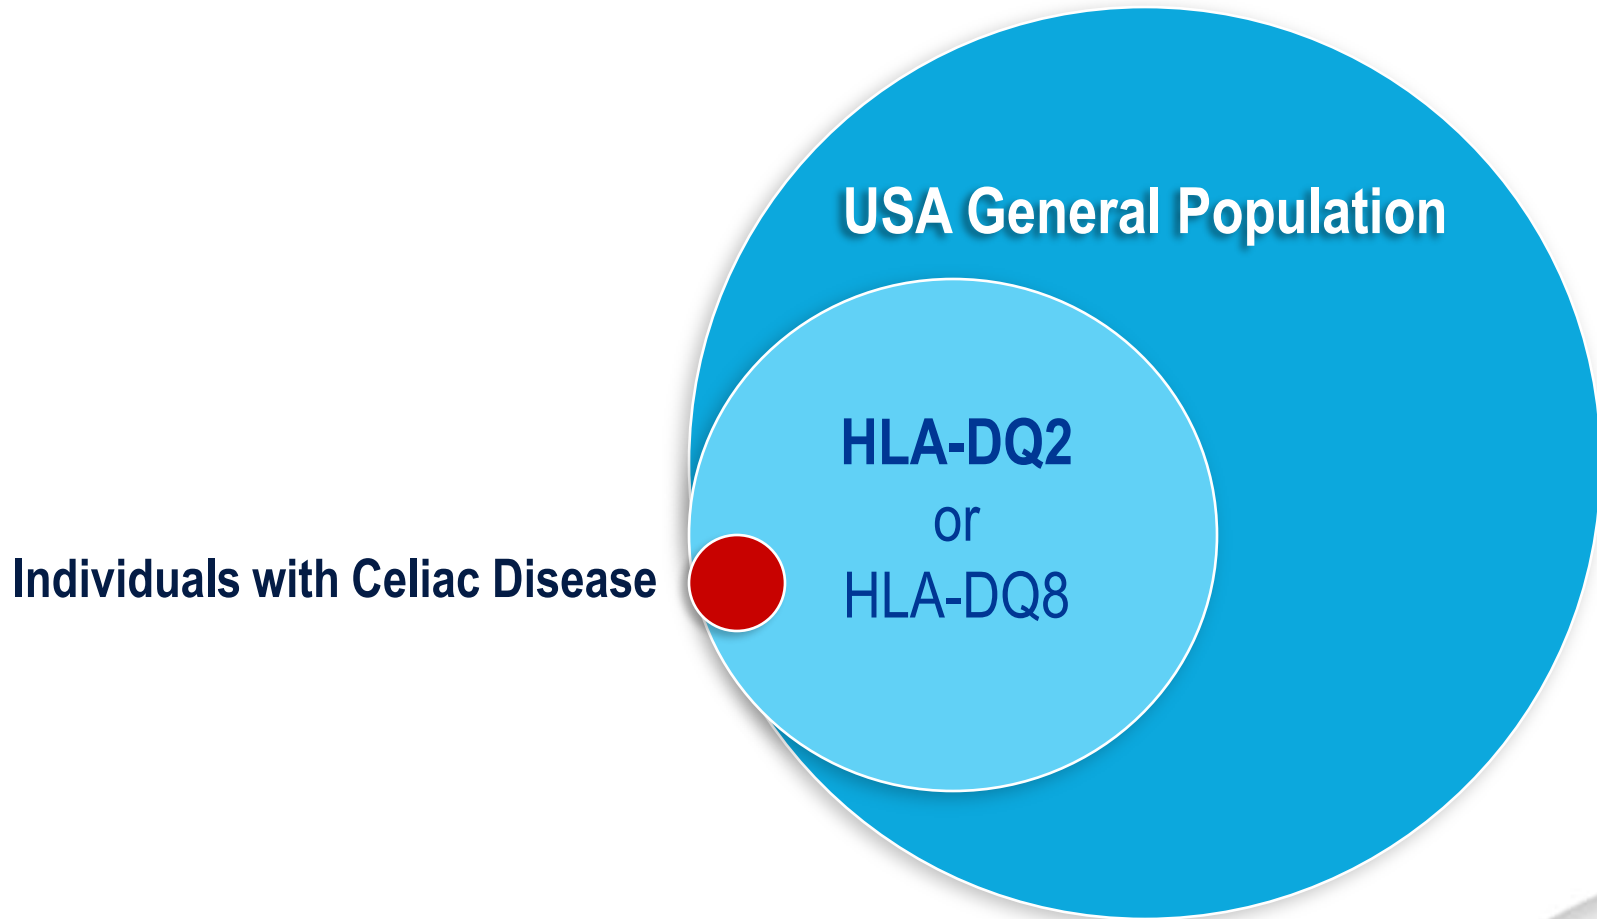 USA General Population
HLA-DQ2
or
HLA-DQ8
Individuals with Celiac Disease